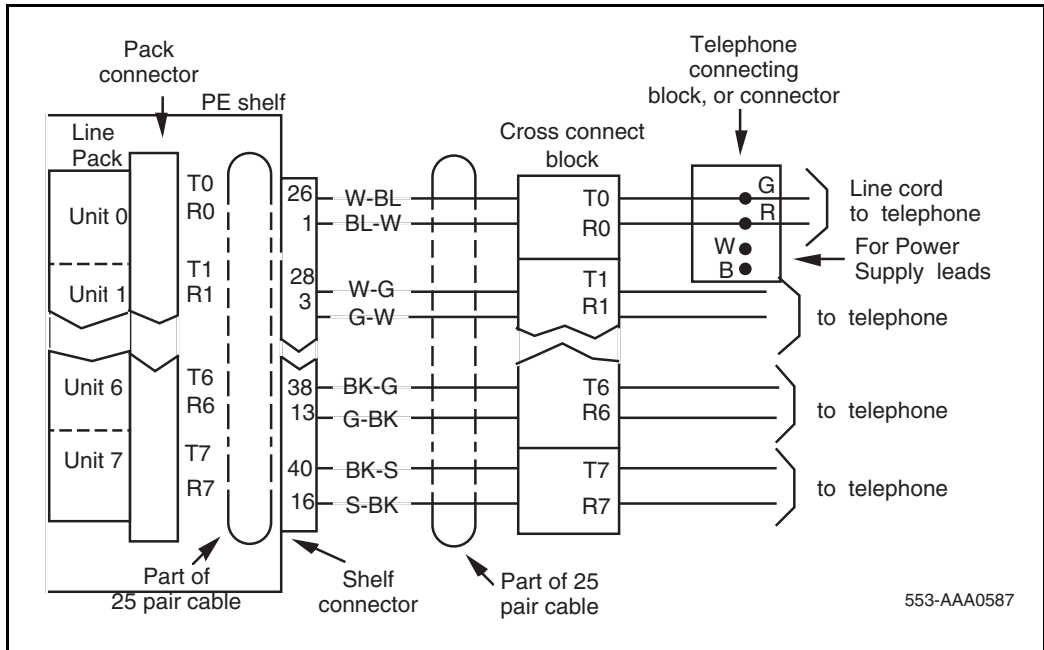 Pack
connector
PE shelf
Telephone
connecting
block, or connector
Line
Pack
Cross connect
block
Unit 0
T0
R0
26
1
W-BL
BL-W
T0
R0
G
R
W
B
Line cord
to telephone
For Power
Supply leads
Unit 1
T1
R1
28
3
W-G
G-W
T1
R1
to telephone
Unit 6
T6
R6
38
13
BK-G
G-BK
T6
R6
to telephone
Unit 7
T7
R7
40
16
BK-S
S-BK
T7
R7
to telephone
Part of
25 pair cable
Shelf
connector
Part of 25
pair cable
553-AAA0587